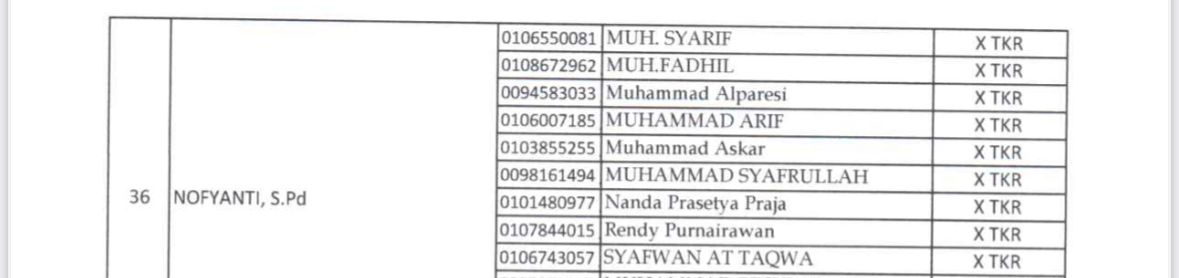 0106550081 MUH. SYARIF X TKR
0108672962 MUH.FADHIL X TKR
0094583033 Muhammad Alparesi X TKR
0106007185 MUHAMMAD ARIF X TKR
0103855255 Muhammad Askar X TKR
0098161494 MUHAMMAD SYAFRULLAH X TKR
36 NOFYANTI, S.Pd 0101480977 Nanda Prasetya Praja X TKR
0107844015 Rendy Purnairawan X TKR
0106743057 SYAFWAN AT TAQWA X TKR